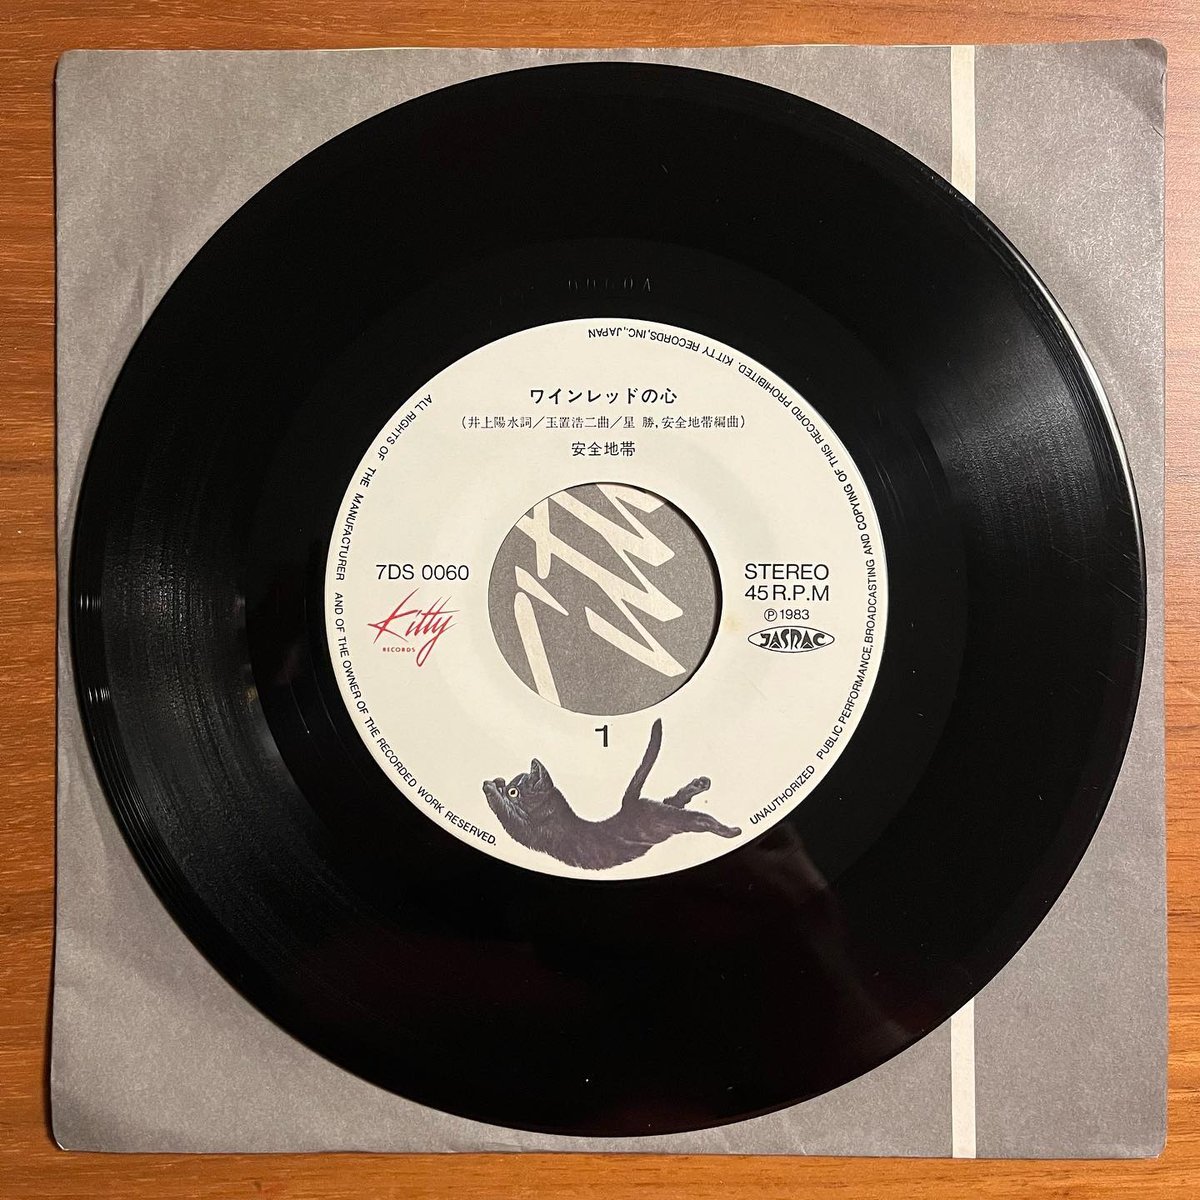 ワインレッドの心
(井上陽水詞/玉置浩二曲/星 勝,安全地帯編曲)
安全地帯
7DS 0060
Kitty
RECORDS
STEREO
45 R.P.M
Ⓟ1983
JASRAC
1
ALL RIGHTS OF THE MANUFACTURER AND OF THE OWNER OF THE RECORDED WORK RESERVED.
UNAUTHORIZED PUBLIC PERFORMANCE,BROADCASTING AND COPYING OF THIS RECORD PROHIBITED. KITTY RECORDS,INC.,JAPAN